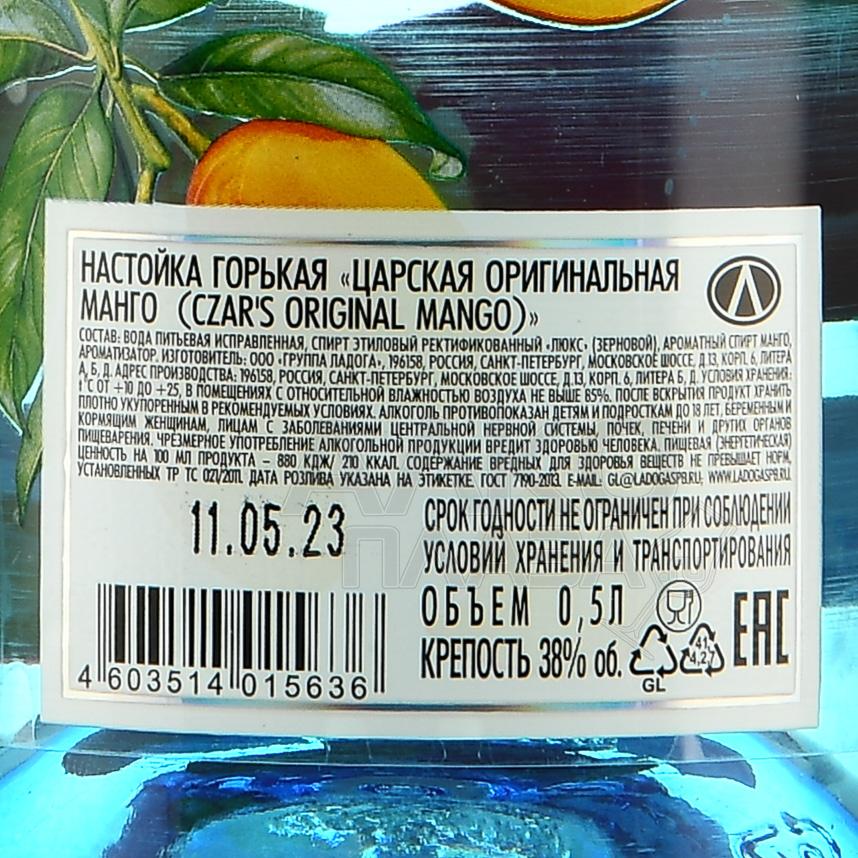 НАСТОЙКА ГОРЬКАЯ «ЦАРСКАЯ ОРИГИНАЛЬНАЯ
МАНГО (CZAR'S ORIGINAL MANGO)»
СОСТАВ: ВОДА ПИТЬЕВАЯ ИСПРАВЛЕННАЯ, СПИРТ ЭТИЛОВЫЙ РЕКТИФИКОВАННЫЙ «ЛЮКС» (ЗЕРНОВОЙ), АРОМАТНЫЙ СПИРТ МАНГО,
АРОМАТИЗАТОР. ИЗГОТОВИТЕЛЬ: ООО «ГРУППА ЛАДОГА», 196158, РОССИЯ, САНКТ-ПЕТЕРБУРГ, МОСКОВСКОЕ ШОССЕ, Д.13, КОРП. 6, ЛИТЕРА
А, Б, Д. АДРЕС ПРОИЗВОДСТВА: 196158, РОССИЯ, САНКТ-ПЕТЕРБУРГ, МОСКОВСКОЕ ШОССЕ, Д.13, КОРП. 6, ЛИТЕРА Б, Д. УСЛОВИЯ ХРАНЕНИЯ:
t°C ОТ +10 ДО +25, В ПОМЕЩЕНИЯХ С ОТНОСИТЕЛЬНОЙ ВЛАЖНОСТЬЮ ВОЗДУХА НЕ ВЫШЕ 85%. ПОСЛЕ ВСКРЫТИЯ ПРОДУКТ ХРАНИТЬ
ПЛОТНО УКУПОРЕННЫМ В РЕКОМЕНДУЕМЫХ УСЛОВИЯХ. АЛКОГОЛЬ ПРОТИВОПОКАЗАН ДЕТЯМ И ПОДРОСТКАМ ДО 18 ЛЕТ, БЕРЕМЕННЫМ И
КОРМЯЩИМ ЖЕНЩИНАМ, ЛИЦАМ С ЗАБОЛЕВАНИЯМИ ЦЕНТРАЛЬНОЙ НЕРВНОЙ СИСТЕМЫ, ПОЧЕК, ПЕЧЕНИ И ДРУГИХ ОРГАНОВ
ПИЩЕВАРЕНИЯ. ЧРЕЗМЕРНОЕ УПОТРЕБЛЕНИЕ АЛКОГОЛЬНОЙ ПРОДУКЦИИ ВРЕДИТ ЗДОРОВЬЮ ЧЕЛОВЕКА. ПИЩЕВАЯ (ЭНЕРГЕТИЧЕСКАЯ)
ЦЕННОСТЬ НА 100 МЛ ПРОДУКТА – 880 КДЖ/ 210 ККАЛ. СОДЕРЖАНИЕ ВРЕДНЫХ ДЛЯ ЗДОРОВЬЯ ВЕЩЕСТВ НЕ ПРЕВЫШАЕТ НОРМ,
УСТАНОВЛЕННЫХ ТР ТС 021/2011. ДАТА РОЗЛИВА УКАЗАНА НА ЭТИКЕТКЕ. ГОСТ 7190-2013. E-MAIL: GL@LADOGASPB.RU, WWW.LADOGASPB.RU.
11.05.23
СРОК ГОДНОСТИ НЕ ОГРАНИЧЕН ПРИ СОБЛЮДЕНИИ
УСЛОВИЙ ХРАНЕНИЯ И ТРАНСПОРТИРОВАНИЯ
ОБЪЕМ 0,5Л
КРЕПОСТЬ 38% об.
GL
41
4,2,7
EAC
4 603514 015636